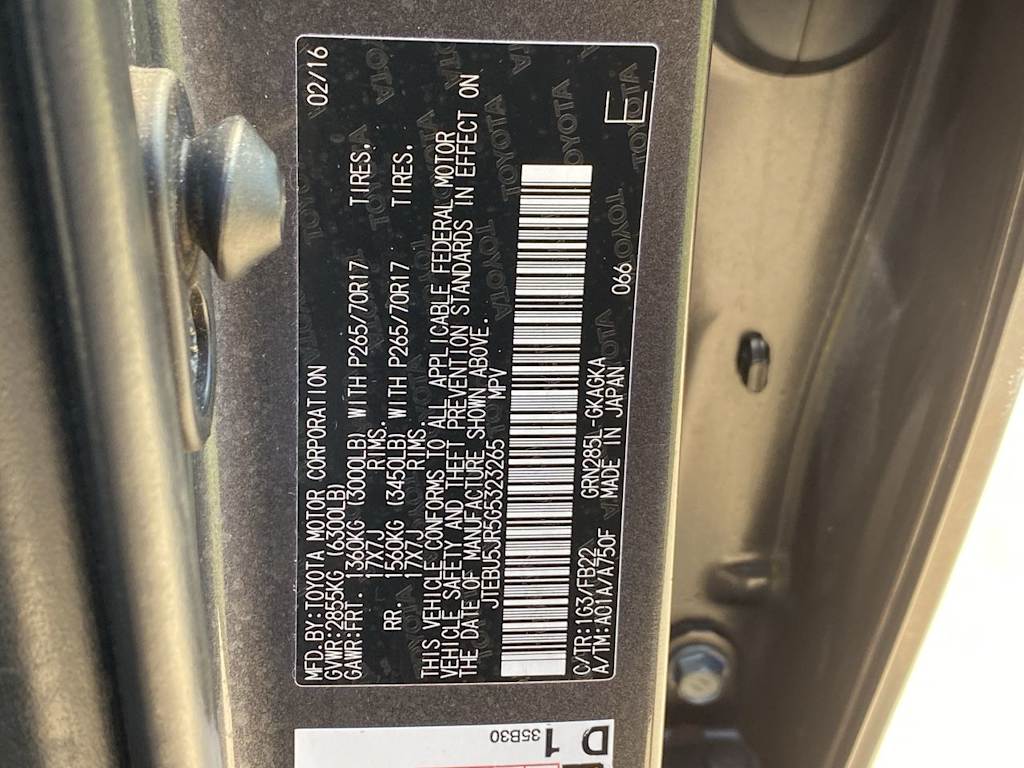 MFD.BY:TOYOTA MOTOR CORPORATION 02/16
GVWR:2855KG (6300LB)
GAWR:FRT. 1360KG (3000LB) WITH P265/70R17 TIRES,
17X7J RIMS.
RR. 1560KG (3450LB) WITH P265/70R17 TIRES,
17X7J RIMS.
THIS VEHICLE CONFORMS TO ALL APPLICABLE FEDERAL MOTOR
VEHICLE SAFETY AND THEFT PREVENTION STANDARDS IN EFFECT ON
THE DATE OF MANUFACTURE SHOWN ABOVE.
JTEBU5JR5G5323265 MPV
C/TR:1G3/FB22 GRN285L-GKAGKA 066
A/TM:A01A/A750F MADE IN JAPAN
TOYOTA
D 1
35B30